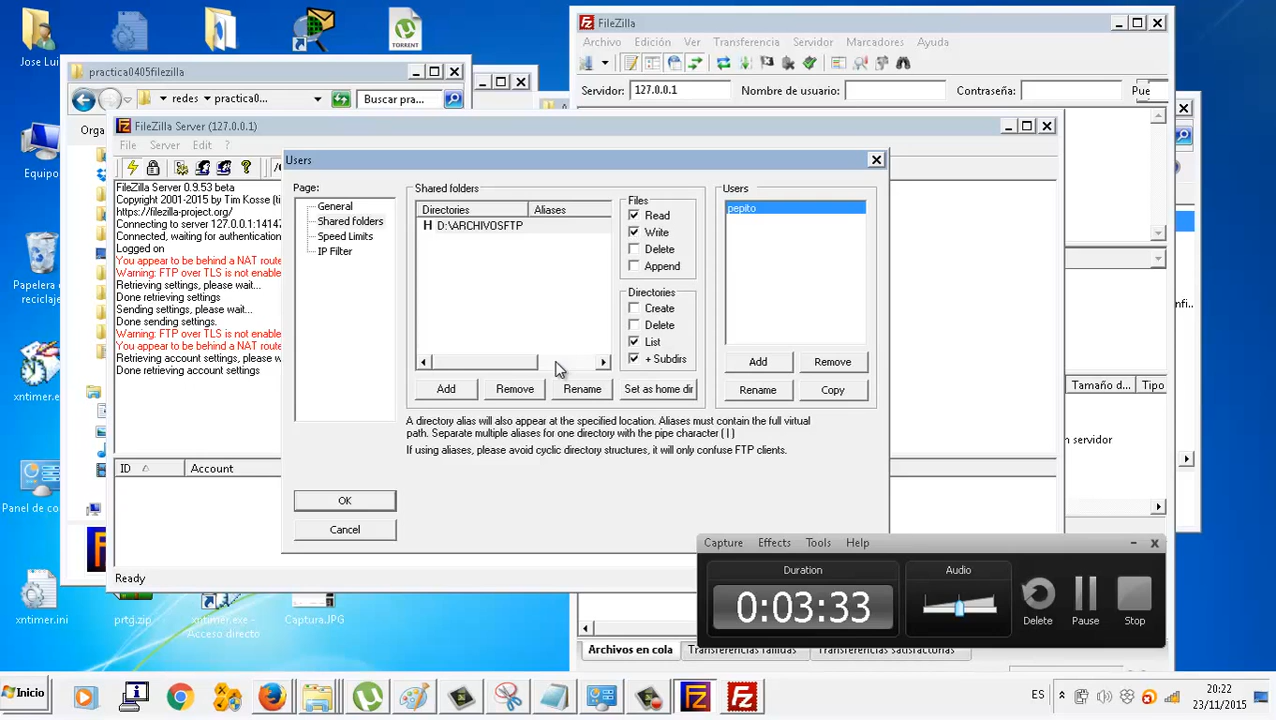 Jose Lui
TORRENT
Equipo
Papelera
reciclaje
xntimer.e
Panel de co
xntimer.ini
prtg.zip
xntimer.exe -
Acceso directo
Captura.JPG
practica0405filezilla
redes
practica0...
Buscar pra...
Orga
FileZilla
Archivo Edición Ver Transferencia Servidor Marcadores Ayuda
Servidor: 127.0.0.1 Nombre de usuario: Contraseña: Pue
Tamaño d... Tipo
n servidor
nfi...
Archivos en cola Transferencias fallidas Transferencias satisfactorias
FileZilla Server (127.0.0.1)
File Server Edit ?
FileZilla Server 0.9.53 beta
Copyright 2001-2015 by Tim Kosse
https://filezilla-project.org/
Connecting to server 127.0.0.1:14147
Connected, waiting for authentication
Logged on
You appear to be behind a NAT route
Warning: FTP over TLS is not enable
Retrieving settings, please wait...
Done retrieving settings
Sending settings, please wait...
Done sending settings.
You appear to be behind a NAT route
Warning: FTP over TLS is not enable
Retrieving account settings, please w
Done retrieving account settings
ID Account
Ready
Users
Page:
General
Shared folders
Speed Limits
IP Filter
OK
Cancel
Shared folders
Directories Aliases
H D:\ARCHIVOSFTP
Files
Read
Write
Delete
Append
Directories
Create
Delete
List
+ Subdirs
Add Remove Rename Set as home dir
Users
pepito
Add Remove
Rename Copy
A directory alias will also appear at the specified location. Aliases must contain the full virtual
path. Separate multiple aliases for one directory with the pipe character (|)
If using aliases, please avoid cyclic directory structures, it will only confuse FTP clients.
Capture Effects Tools Help
Duration
0:03:33
Audio
Delete
Pause
Stop
Inicio
ES
20:22
23/11/2015